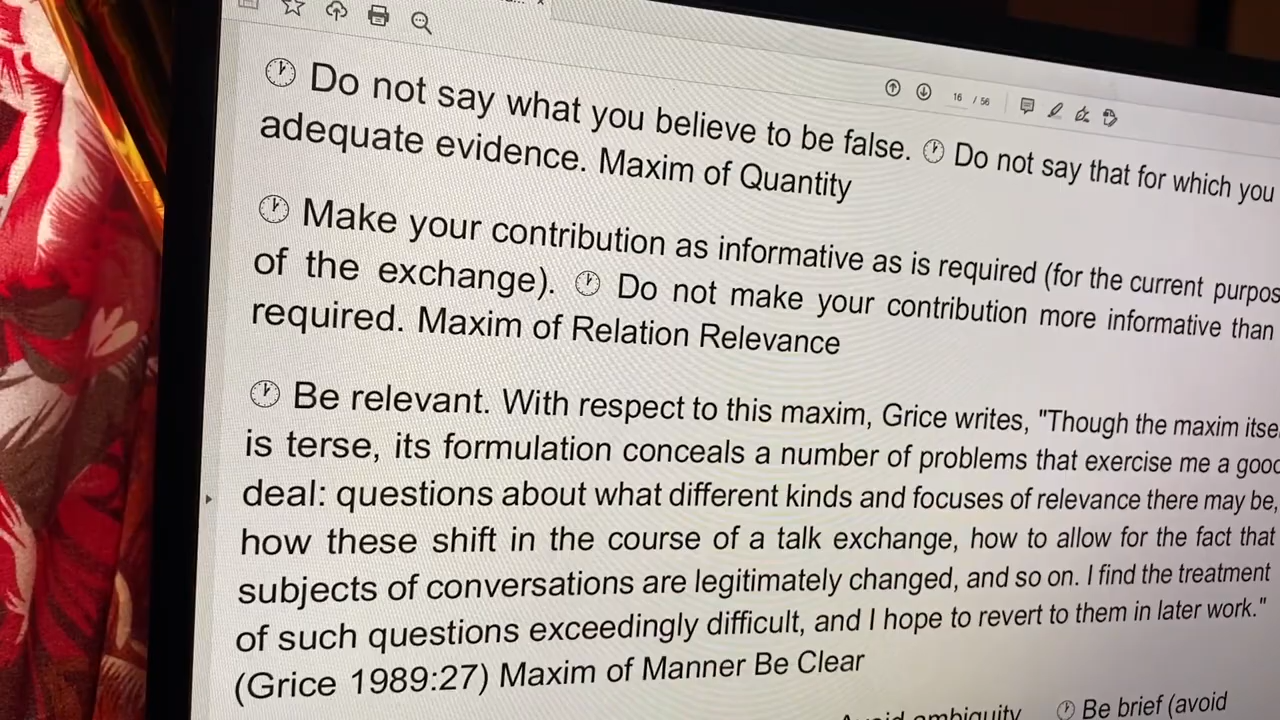 16 / 56
🕐 Do not say what you believe to be false. 🕐 Do not say that for which you
adequate evidence. Maxim of Quantity
🕐 Make your contribution as informative as is required (for the current purpos
of the exchange). 🕐 Do not make your contribution more informative than
required. Maxim of Relation Relevance
🕐 Be relevant. With respect to this maxim, Grice writes, "Though the maxim itse
is terse, its formulation conceals a number of problems that exercise me a good
deal: questions about what different kinds and focuses of relevance there may be,
how these shift in the course of a talk exchange, how to allow for the fact that
subjects of conversations are legitimately changed, and so on. I find the treatment
of such questions exceedingly difficult, and I hope to revert to them in later work."
(Grice 1989:27) Maxim of Manner Be Clear
ambiguity 🕐 Be brief (avoid